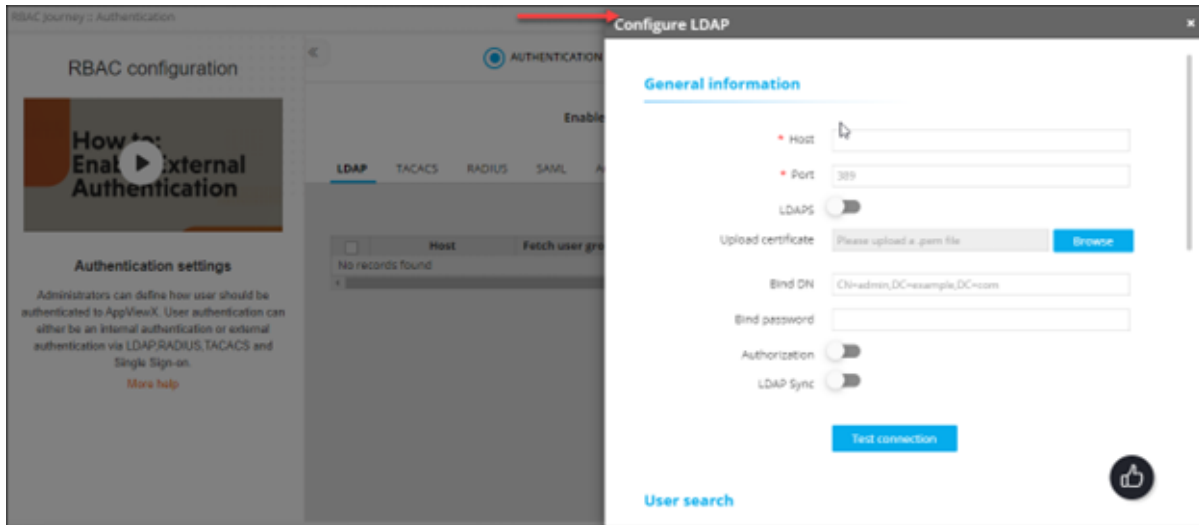 RBAC Journey :: Authentication
RBAC configuration
How to:
Enable External
Authentication
Authentication settings
Administrators can define how user should be
authenticated to AppViewX. User authentication can
either be an internal authentication or external
authentication via LDAP,RADIUS,TACACS and
Single Sign-on.
More help
AUTHENTICATION
Enable
LDAP TACACS RADIUS SAML
Host Fetch user gro
No records found
Configure LDAP
General information
* Host
* Port 389
LDAPS
Upload certificate Please upload a .pem file Browse
Bind DN CN=admin,DC=example,DC=com
Bind password
Authorization
LDAP Sync
Test connection
User search